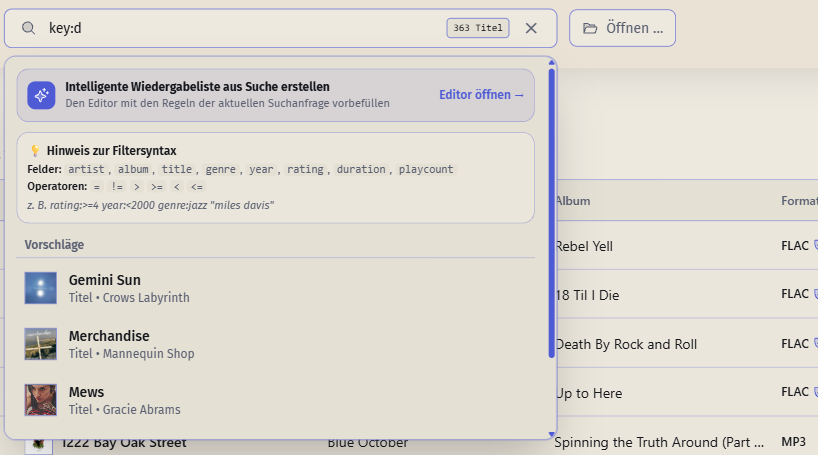 key:d
363 Titel
Öffnen ...
Intelligente Wiedergabeliste aus Suche erstellen
Den Editor mit den Regeln der aktuellen Suchanfrage vorbefüllen
Editor öffnen →
Hinweis zur Filtersyntax
Felder: artist, album, title, genre, year, rating, duration, playcount
Operatoren: = != > >= < <=
z. B. rating:>=4 year:<2000 genre:jazz "miles davis"
Vorschläge
Gemini Sun
Titel • Crows Labyrinth
Merchandise
Titel • Mannequin Shop
Mews
Titel • Gracie Abrams
Album Format
Rebel Yell FLAC
18 Til I Die FLAC
Death By Rock and Roll FLAC
Up to Here FLAC
1222 Bay Oak Street Blue October Spinning the Truth Around (Part ... MP3